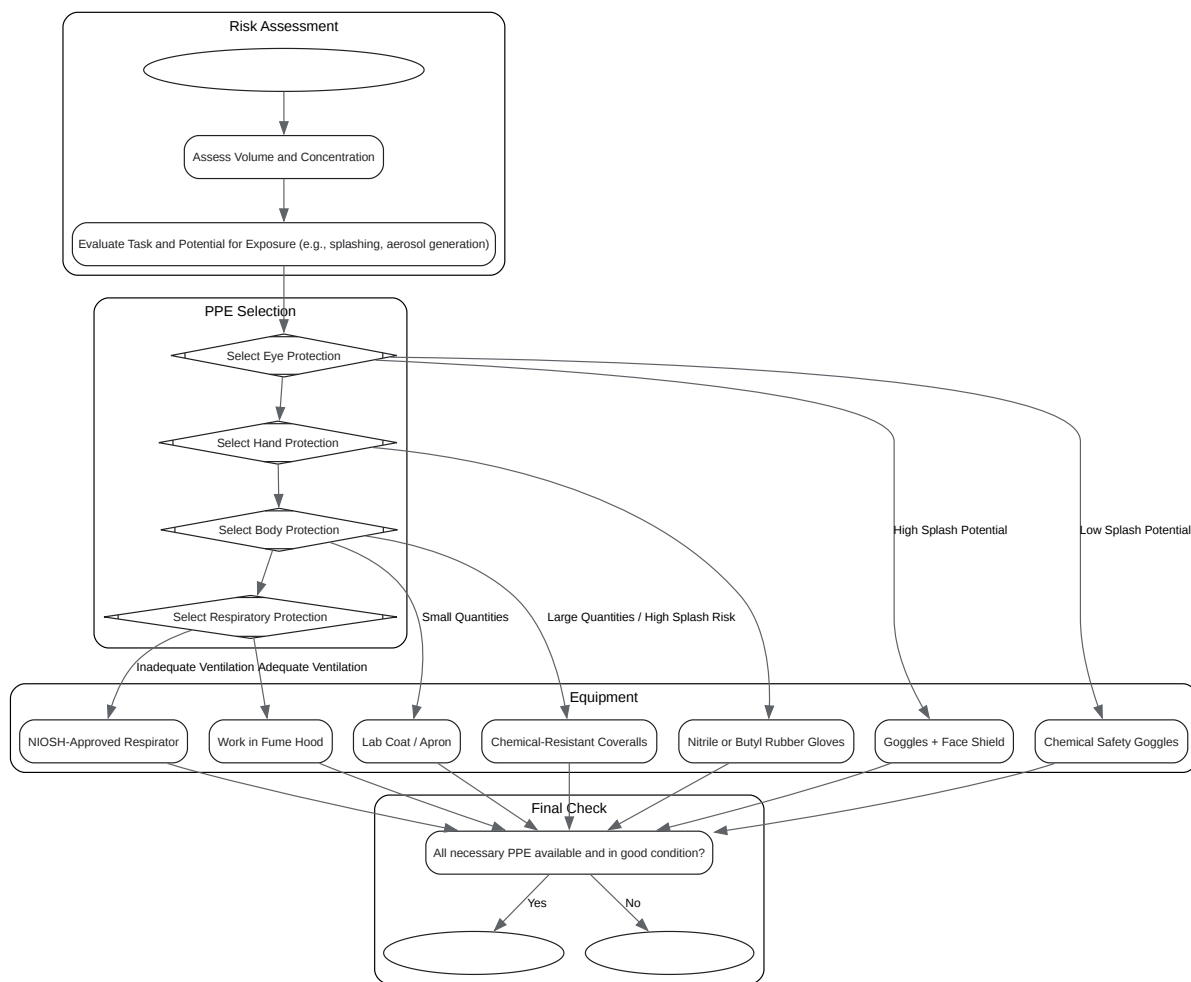 Risk Assessment
Assess Volume and Concentration
Evaluate Task and Potential for Exposure (e.g., splashing, aerosol generation)
PPE Selection
Select Eye Protection
Select Hand Protection
Select Body Protection
High Splash Potential
Low Splash Potential
Select Respiratory Protection
Small Quantities
Large Quantities / High Splash Risk
Inadequate Ventilation
Adequate Ventilation
Equipment
NIOSH-Approved Respirator
Work in Fume Hood
Lab Coat / Apron
Chemical-Resistant Coveralls
Nitrile or Butyl Rubber Gloves
Goggles + Face Shield
Chemical Safety Goggles
Final Check
All necessary PPE available and in good condition?
Yes
No